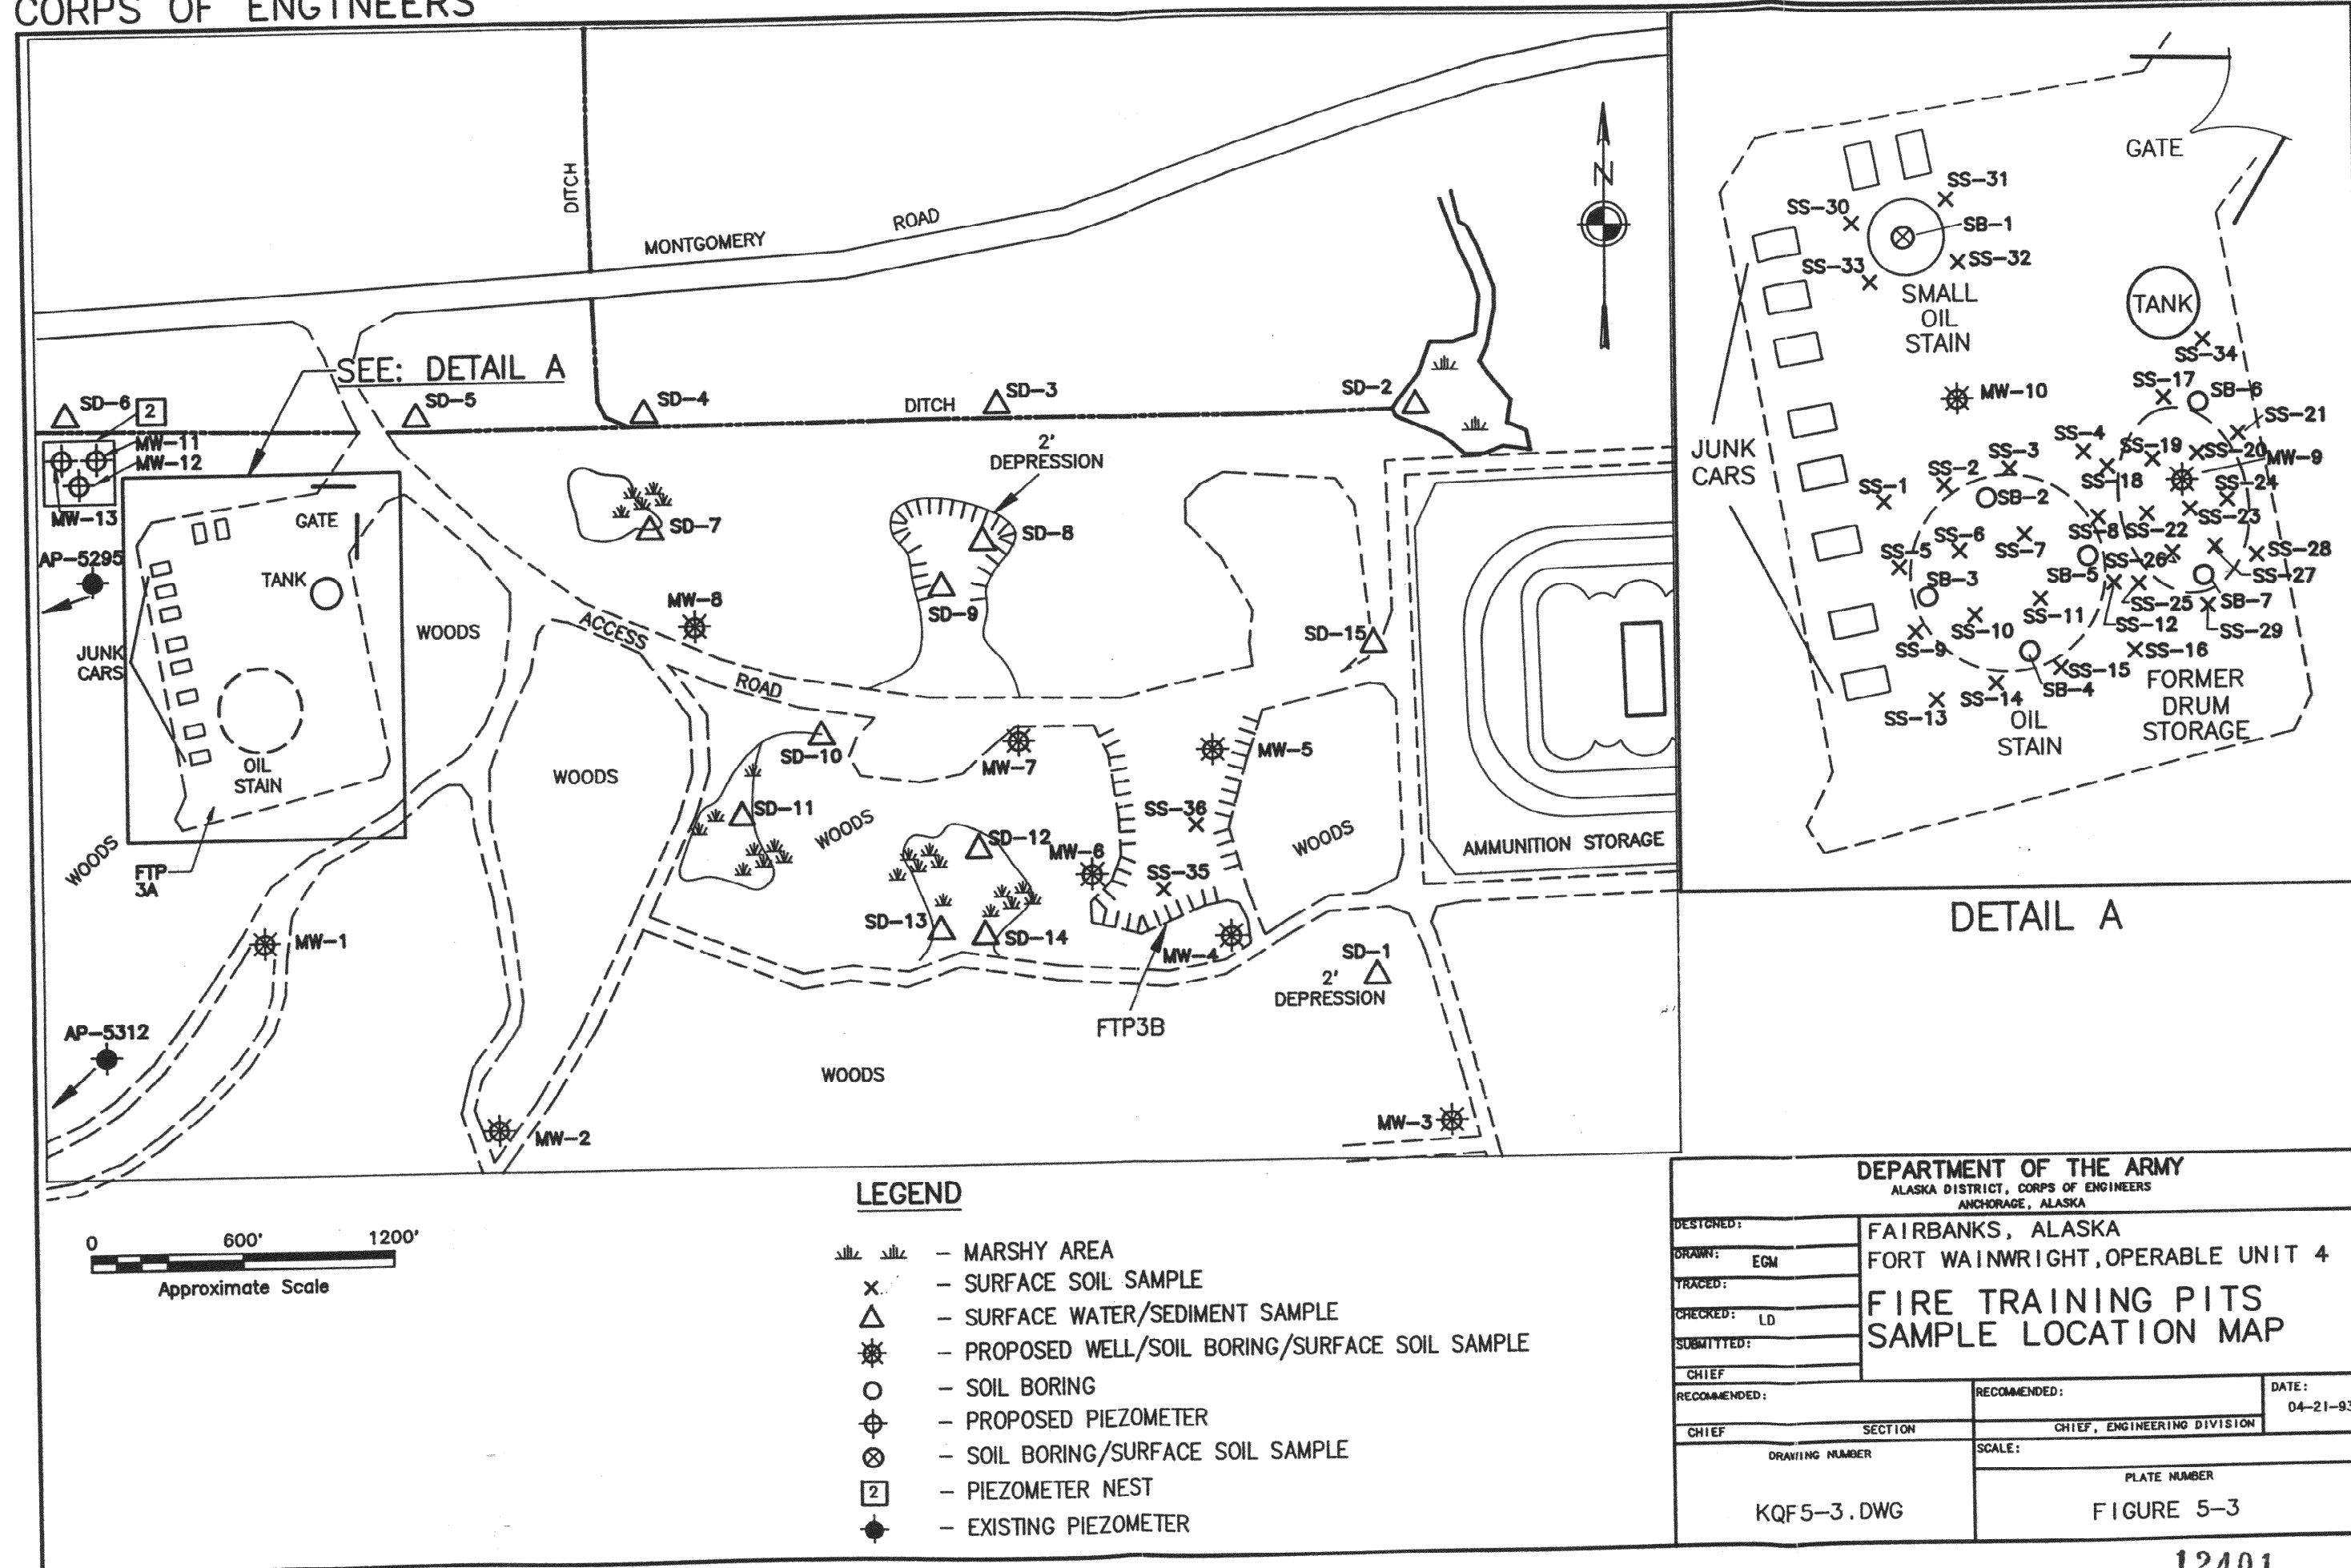 CORPS OF ENGINEERS
DITCH
MONTGOMERY
ROAD
N
SEE: DETAIL A
SD-6
2
SD-5
SD-4
DITCH
SD-3
SD-2
MW-11
MW-12
MW-13
AP-5295
GATE
TANK
JUNK
CARS
OIL
STAIN
FTP
3A
WOODS
WOODS
SD-7
2'
DEPRESSION
SD-8
SD-9
MW-8
ACCESS
ROAD
SD-15
WOODS
SD-10
SD-11
WOODS
MW-7
MW-5
SS-36
SS-35
MW-6
SD-12
SD-13
SD-14
MW-4
WOODS
AMMUNITION STORAGE
SD-1
2'
DEPRESSION
FTP3B
MW-1
AP-5312
WOODS
MW-2
MW-3
GATE
SS-31
SS-30
SB-1
SS-33
SS-32
SMALL
OIL
STAIN
TANK
SS-34
MW-10
SS-17
SB-6
SS-21
JUNK
CARS
SS-4
SS-19
SS-20
MW-9
SS-3
SS-2
SS-18
SS-24
SS-1
SB-2
SS-8
SS-22
SS-23
SS-6
SS-5
SS-7
SS-26
SS-28
SB-3
SB-5
SS-27
SS-25
SB-7
SS-11
SS-12
SS-10
SS-29
SS-9
SS-16
SS-15
SB-4
SS-14
SS-13
OIL
STAIN
FORMER
DRUM
STORAGE
DETAIL A
0 600' 1200'
Approximate Scale
LEGEND
- MARSHY AREA
- SURFACE SOIL SAMPLE
- SURFACE WATER/SEDIMENT SAMPLE
- PROPOSED WELL/SOIL BORING/SURFACE SOIL SAMPLE
- SOIL BORING
- PROPOSED PIEZOMETER
- SOIL BORING/SURFACE SOIL SAMPLE
2 - PIEZOMETER NEST
- EXISTING PIEZOMETER
DEPARTMENT OF THE ARMY
ALASKA DISTRICT, CORPS OF ENGINEERS
ANCHORAGE, ALASKA
DESIGNED:
DRAWN: EGM
TRACED:
CHECKED: LD
SUBMITTED:
CHIEF
FAIRBANKS, ALASKA
FORT WAINWRIGHT,OPERABLE UNIT 4
FIRE TRAINING PITS
SAMPLE LOCATION MAP
RECOMMENDED:
CHIEF SECTION
RECOMMENDED:
CHIEF, ENGINEERING DIVISION
DATE:
04-21-93
DRAWING NUMBER
KQF5-3.DWG
SCALE:
PLATE NUMBER
FIGURE 5-3
12401